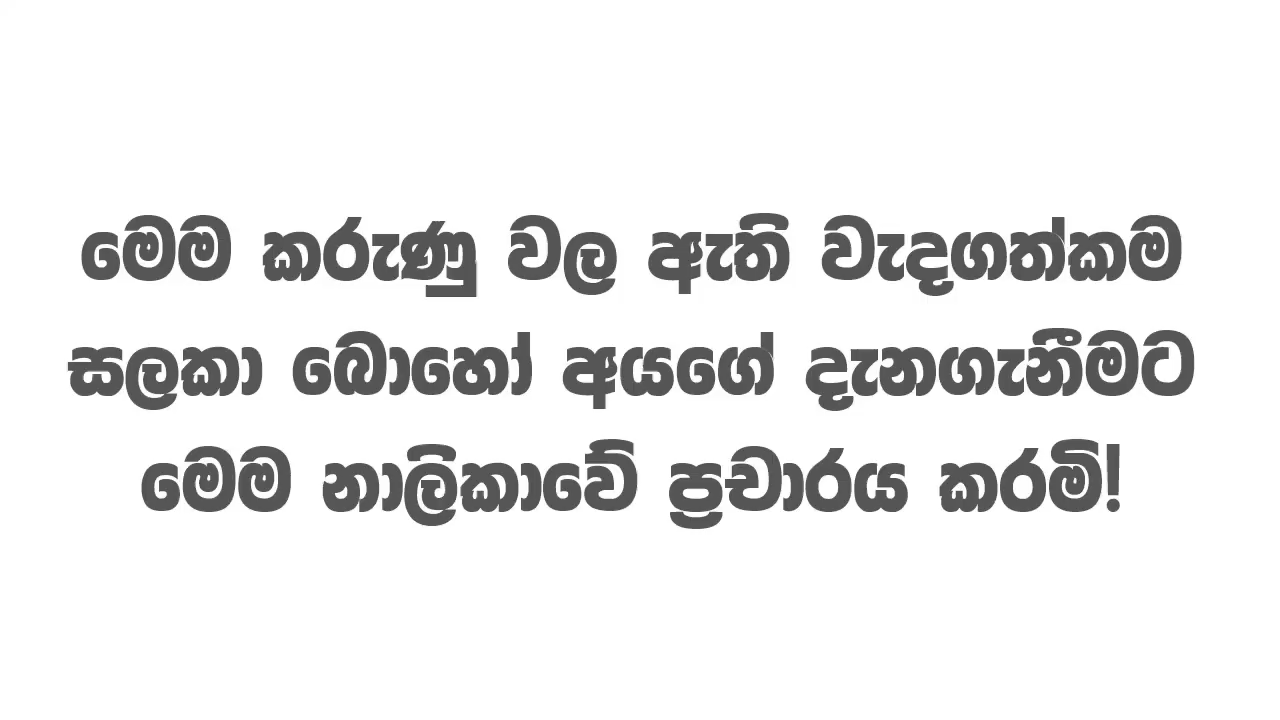 මෙම කරුණු වල ඇති වැදගත්කම
සලකා බොහෝ අයගේ දැනගැනීමට
මෙම නාලිකාවේ ප්‍රචාරය කරමි!